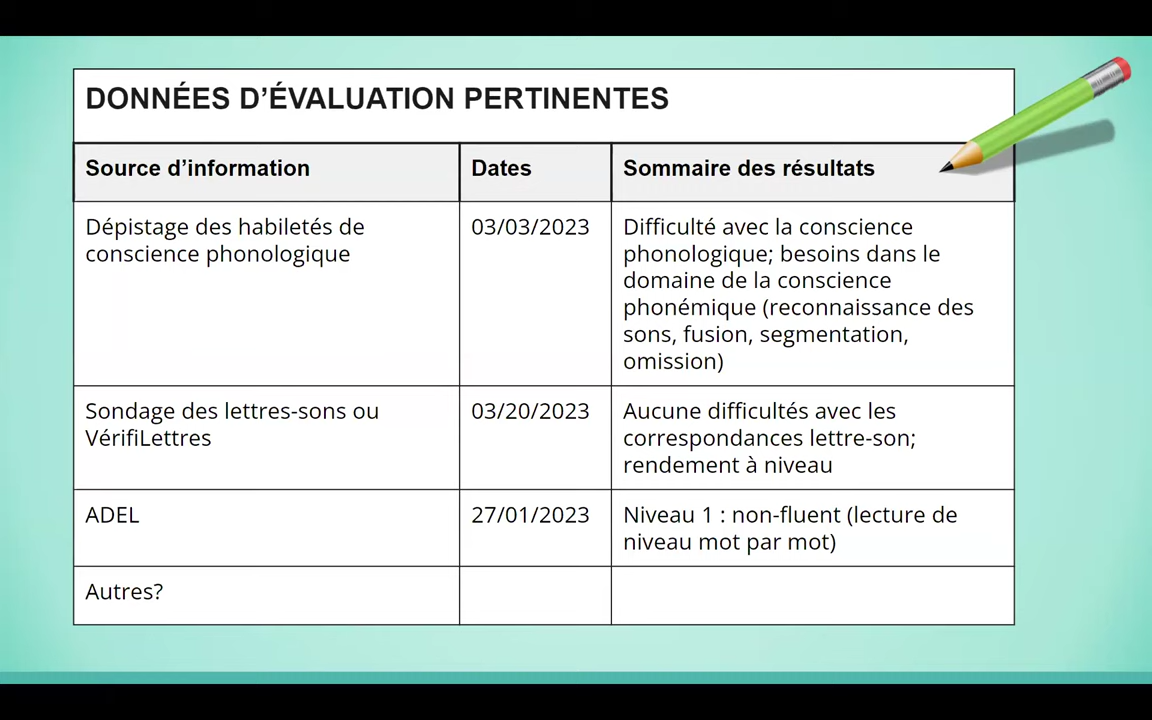 DONNÉES D’ÉVALUATION PERTINENTES
Source d’information
Dates
Sommaire des résultats
Dépistage des habiletés de
conscience phonologique
03/03/2023
Difficulté avec la conscience
phonologique; besoins dans le
domaine de la conscience
phonémique (reconnaissance des
sons, fusion, segmentation,
omission)
Sondage des lettres-sons ou
VérifiLettres
03/20/2023
Aucune difficultés avec les
correspondances lettre-son;
rendement à niveau
ADEL
27/01/2023
Niveau 1 : non-fluent (lecture de
niveau mot par mot)
Autres?